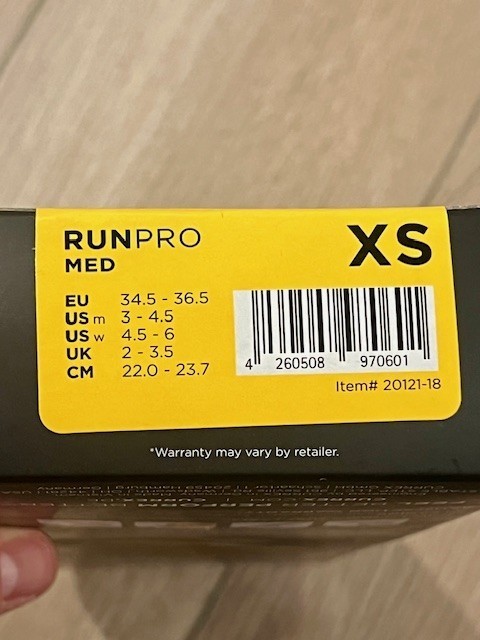 RUNPRO
MED
XS
EU 34.5 - 36.5
US m 3 - 4.5
US w 4.5 - 6
UK 2 - 3.5
CM 22.0 - 23.7
4 260508 970601
Item# 20121-18
*Warranty may vary by retailer.